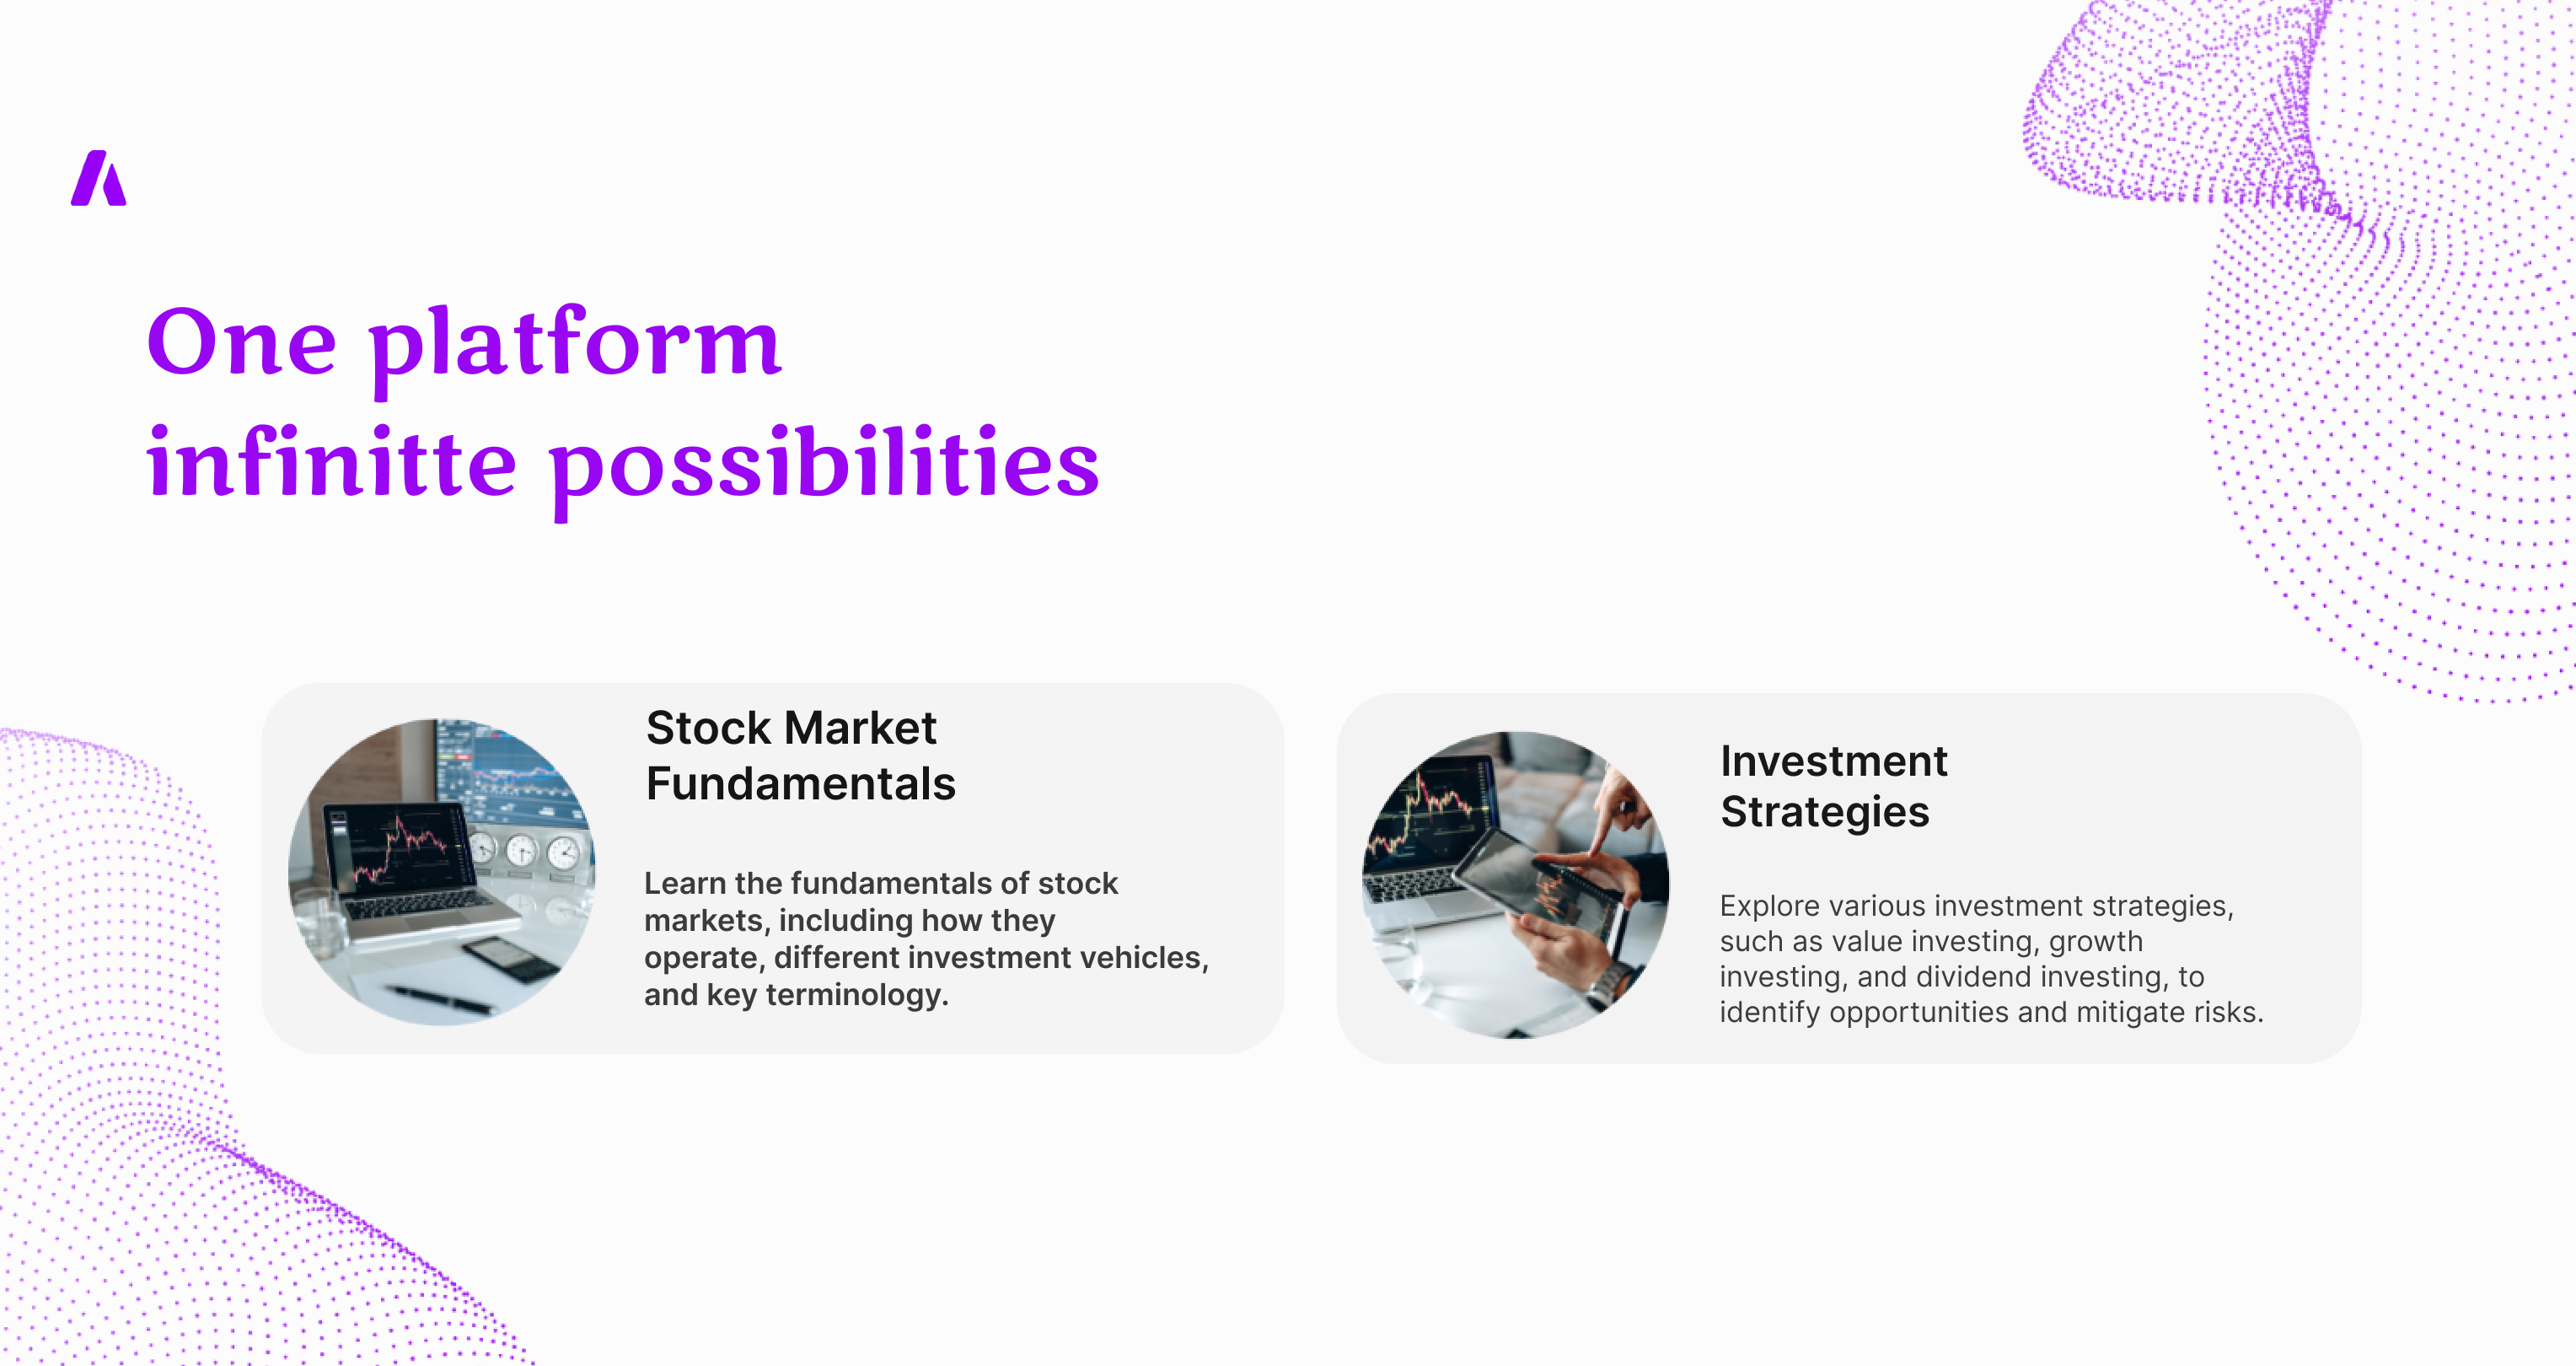 One platform
infinitte possibilities
Stock Market
Fundamentals
Learn the fundamentals of stock
markets, including how they
operate, different investment vehicles,
and key terminology.
Investment
Strategies
Explore various investment strategies,
such as value investing, growth
investing, and dividend investing, to
identify opportunities and mitigate risks.